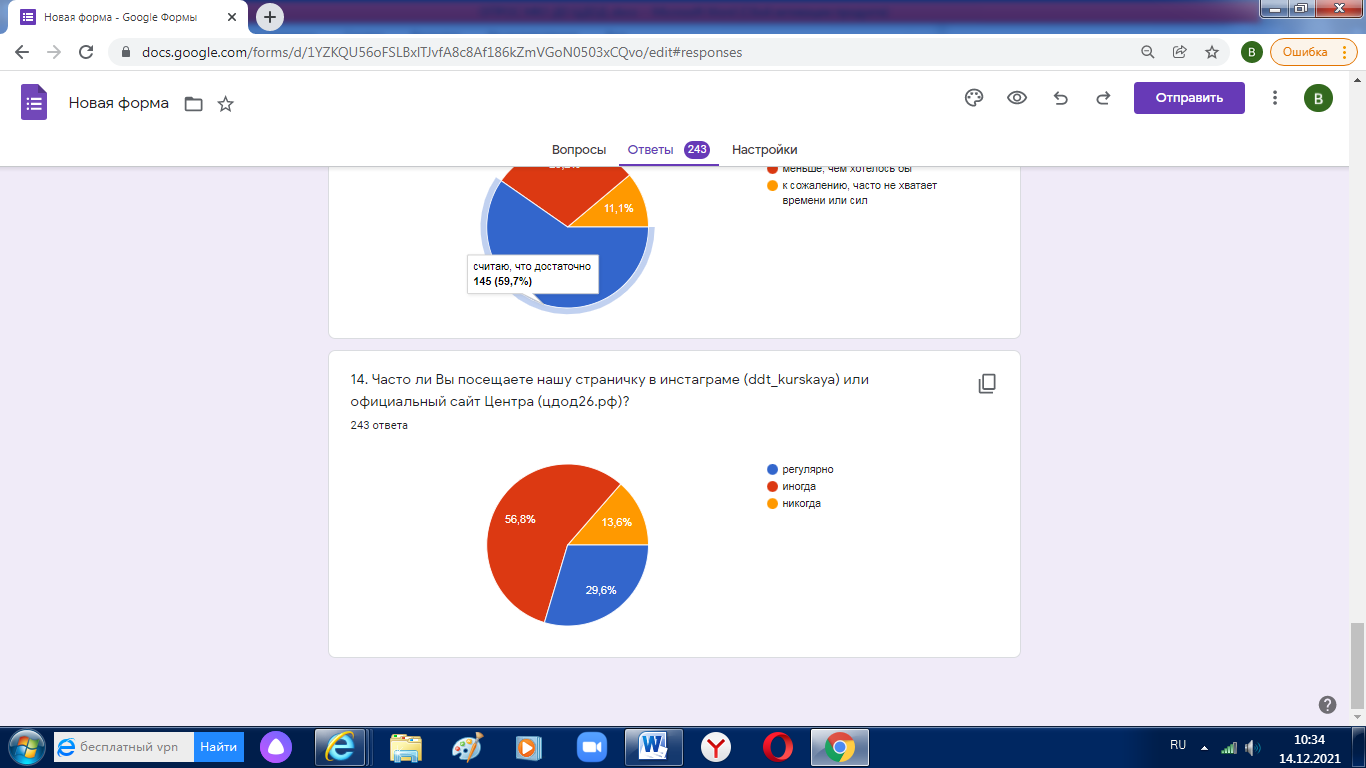 Новая форма - Google Формы
docs.google.com/forms/d/1YZKQU56oFSLBxITJvfA8c8Af186kZmVGoN0503xCQvo/edit#responses
B
Ошибка
Новая форма
Отправить
B
Вопросы
Ответы 243
Настройки
меньше, чем хотелось бы
к сожалению, часто не хватает
времени или сил
11,1%
считаю, что достаточно
145 (59,7%)
14. Часто ли Вы посещаете нашу страничку в инстаграме (ddt_kurskaya) или
официальный сайт Центра (цдод26.рф)?
243 ответа
регулярно
иногда
никогда
56,8%
13,6%
29,6%
бесплатный vpn
Найти
RU
10:34
14.12.2021